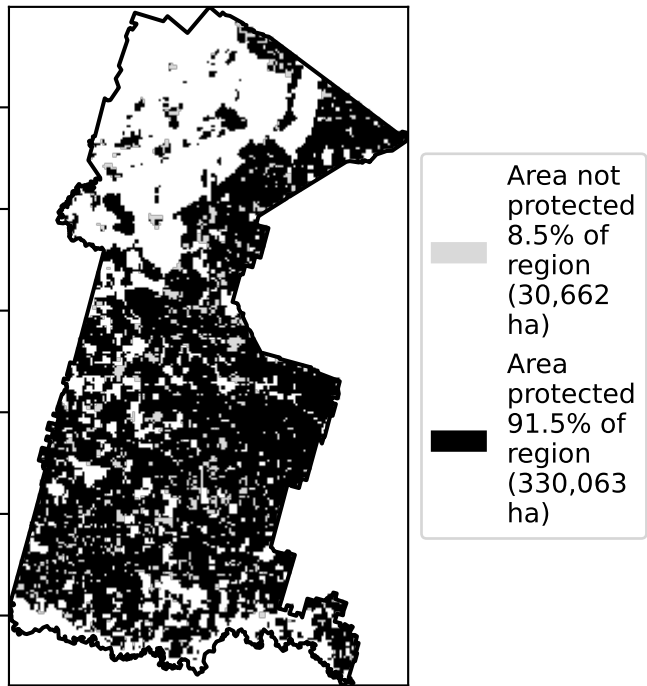 Area not
protected
8.5% of
region
(30,662
ha)
Area
protected
91.5% of
region
(330,063
ha)